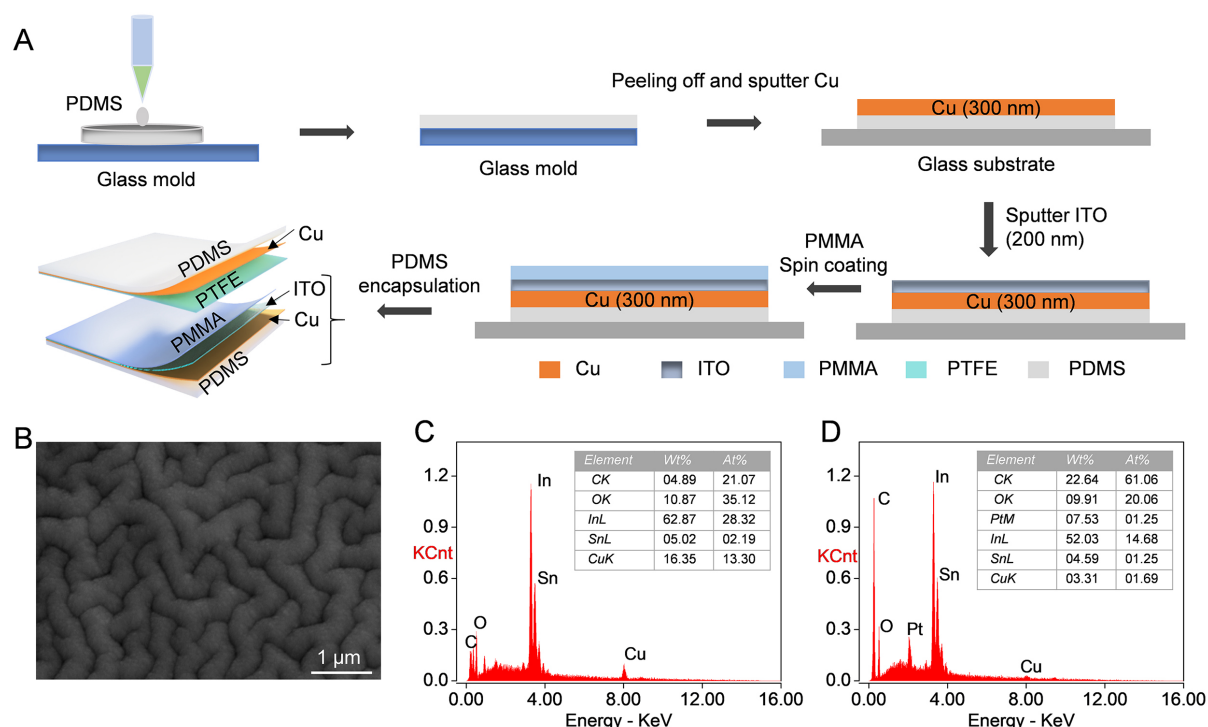 A
PDMS
Glass mold
Glass mold
Peeling off and sputter Cu
Cu (300 nm)
Glass substrate
Sputter ITO
(200 nm)
Cu (300 nm)
PMMA
Spin coating
Cu (300 nm)
PDMS
encapsulation
Cu
PDMS
PTFE
ITO
Cu
PMMA
PDMS
Cu
ITO
PMMA
PTFE
PDMS
B
1 μm
C
KCnt
1.2
0.9
0.6
0.3
0.0
0.00
4.00
8.00
12.00
16.00
Energy - KeV
C
O
In
Sn
Cu
Element Wt% At%
CK 04.89 21.07
OK 10.87 35.12
InL 62.87 28.32
SnL 05.02 02.19
CuK 16.35 13.30
D
KCnt
1.2
0.9
0.6
0.3
0.0
0.00
4.00
8.00
12.00
16.00
Energy - KeV
C
O
Pt
In
Sn
Cu
Element Wt% At%
CK 22.64 61.06
OK 09.91 20.06
PtM 07.53 01.25
InL 52.03 14.68
SnL 04.59 01.25
CuK 03.31 01.69